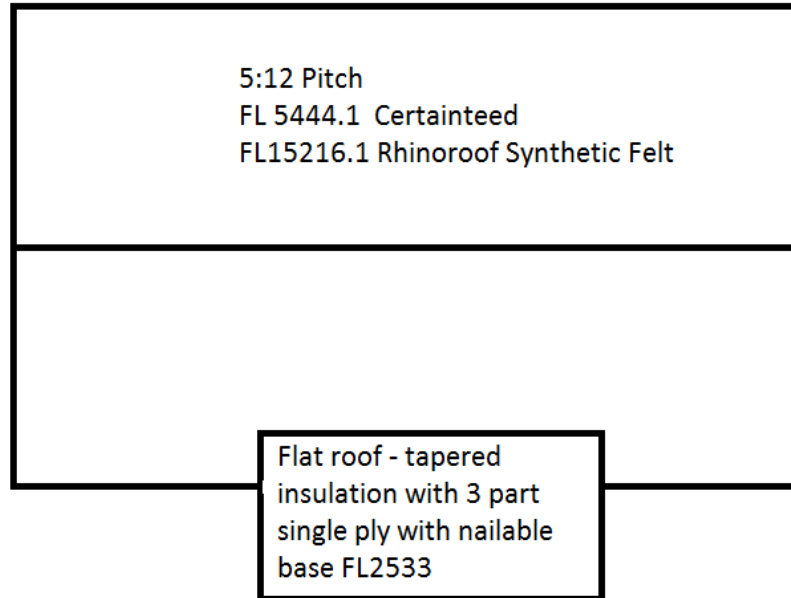 5:12 Pitch
FL 5444.1  Certainteed
FL15216.1 Rhinoroof Synthetic Felt
Flat roof - tapered
insulation with 3 part
single ply with nailable
base FL2533